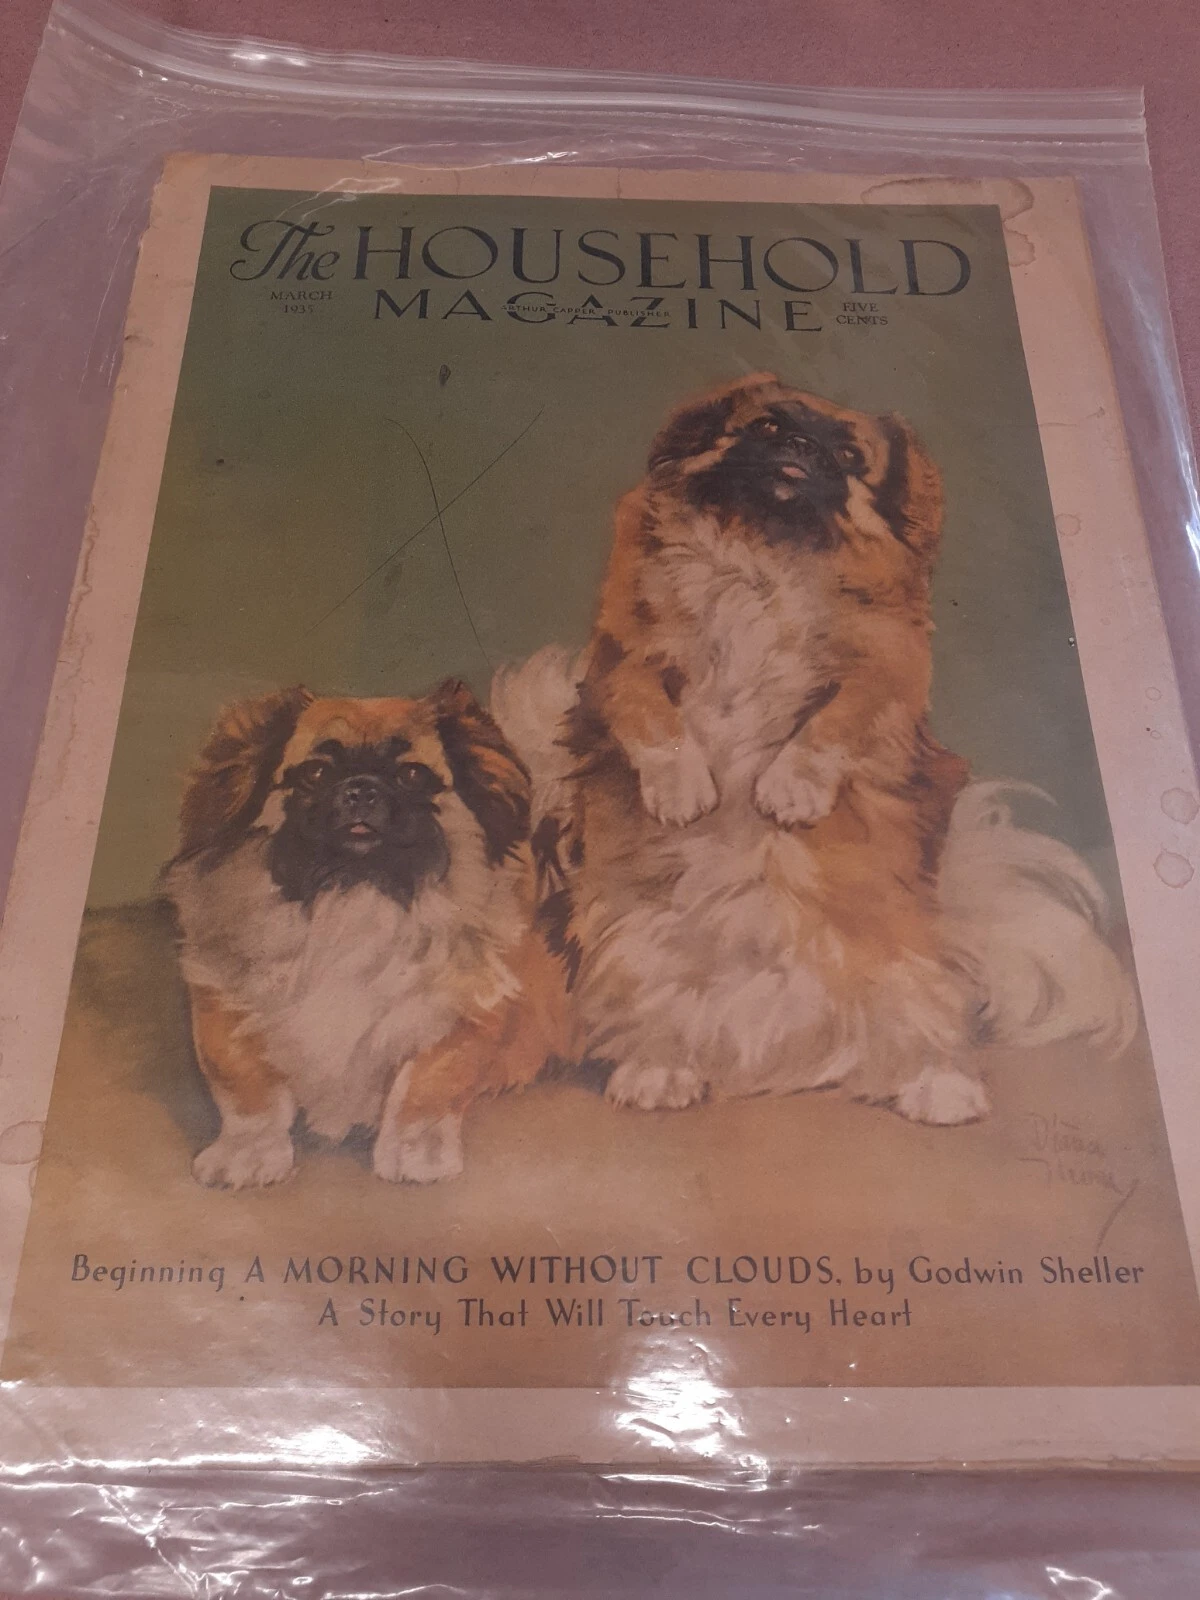 The HOUSEHOLD
MAGAZINE
MARCH
1935
ARTHUR CAPPER, PUBLISHER
FIVE
CENTS
Beginning A MORNING WITHOUT CLOUDS, by Godwin Sheller
A Story That Will Touch Every Heart